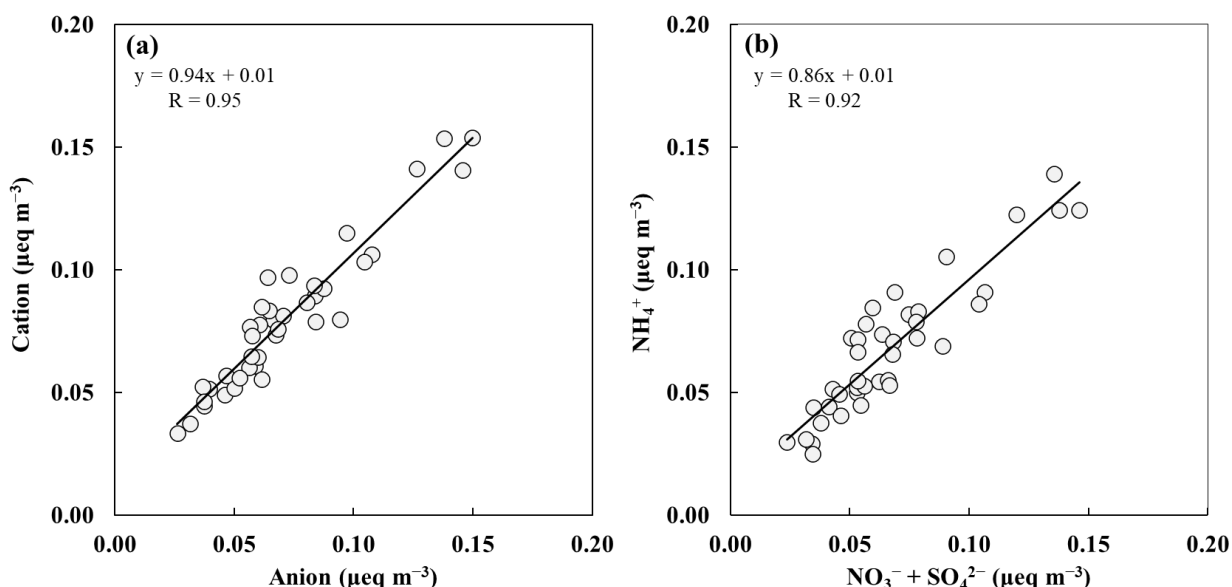 (a)
y = 0.94x + 0.01
R = 0.95
0.20
0.15
0.10
0.05
0.00
Cation (μeq m⁻³)
0.00 0.05 0.10 0.15 0.20
Anion (μeq m⁻³)
(b)
y = 0.86x + 0.01
R = 0.92
0.20
0.15
0.10
0.05
0.00
NH₄⁺ (μeq m⁻³)
0.00 0.05 0.10 0.15 0.20
NO₃⁻ + SO₄²⁻ (μeq m⁻³)